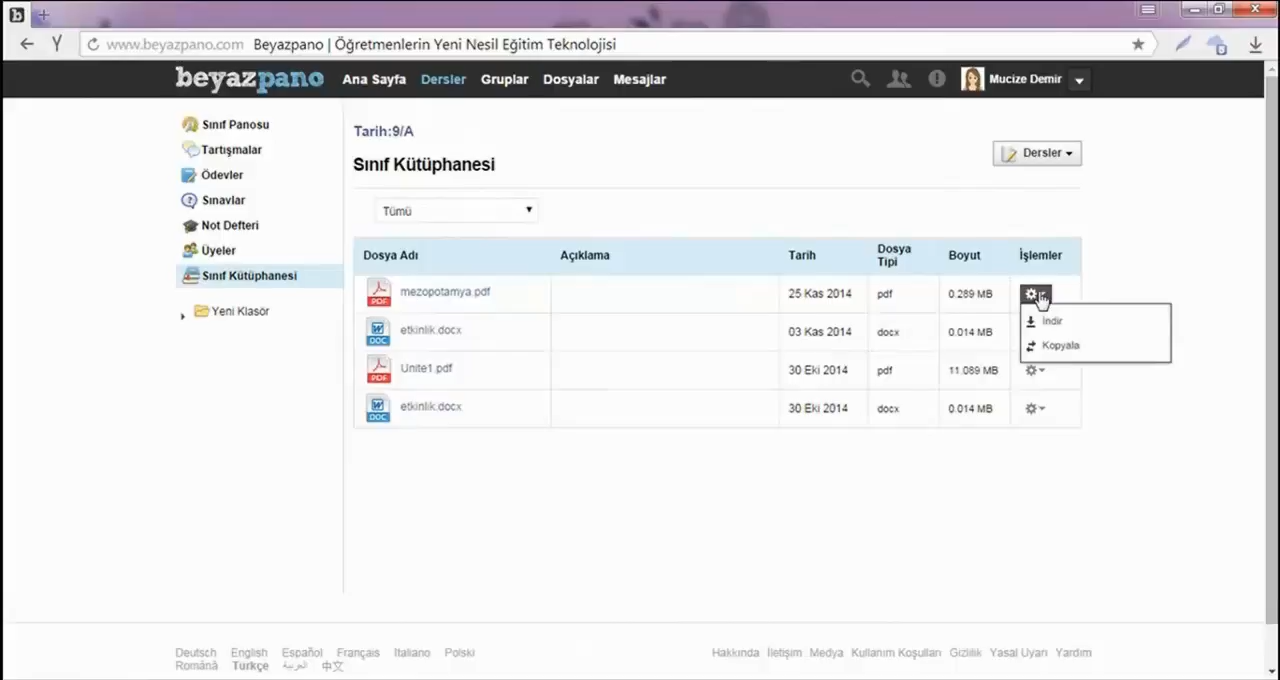 www.beyazpano.com Beyazpano | Öğretmenlerin Yeni Nesil Eğitim Teknolojisi
beyazpano Ana Sayfa Dersler Gruplar Dosyalar Mesajlar Mucize Demir
Sınıf Panosu
Tartışmalar
Ödevler
Sınavlar
Not Defteri
Üyeler
Sınıf Kütüphanesi
Yeni Klasör
Tarih:9/A
Sınıf Kütüphanesi
Dersler
Tümü
Dosya Adı Açıklama Tarih Dosya Tipi Boyut İşlemler
PDF mezopotamya.pdf 25 Kas 2014 pdf 0.289 MB
İndir
Kopyala
DOC etkinlik.docx 03 Kas 2014 docx 0.014 MB
PDF Unite1.pdf 30 Eki 2014 pdf 11.089 MB
DOC etkinlik.docx 30 Eki 2014 docx 0.014 MB
Deutsch English Español Français Italiano Polski
Română Türkçe العربية 中文
Hakkında İletişim Medya Kullanım Koşulları Gizlilik Yasal Uyarı Yardım